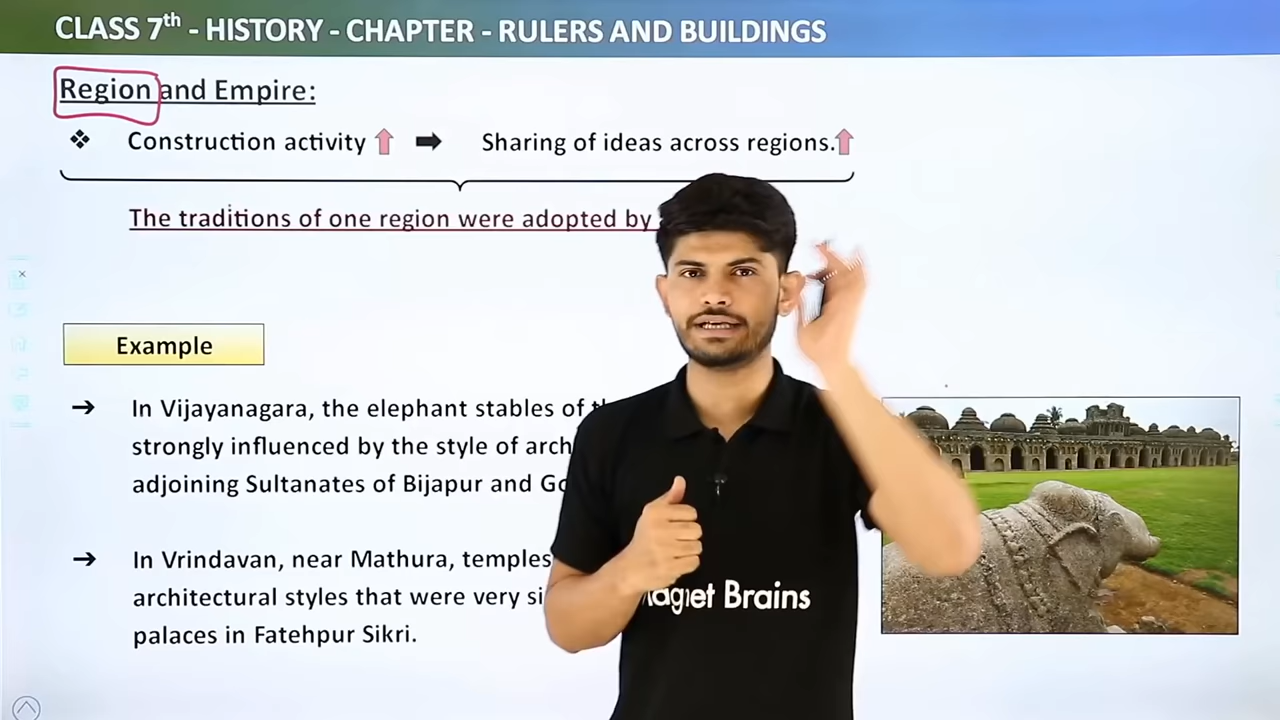 CLASS 7th - HISTORY - CHAPTER - RULERS AND BUILDINGS
Region and Empire:
❖ Construction activity ⬆ ➡ Sharing of ideas across regions. ⬆
The traditions of one region were adopted by
Example
➔ In Vijayanagara, the elephant stables of
strongly influenced by the style of
adjoining Sultanates of Bijapur and
➔ In Vrindavan, near Mathura, temples
architectural styles that were very
palaces in Fatehpur Sikri.
Brains